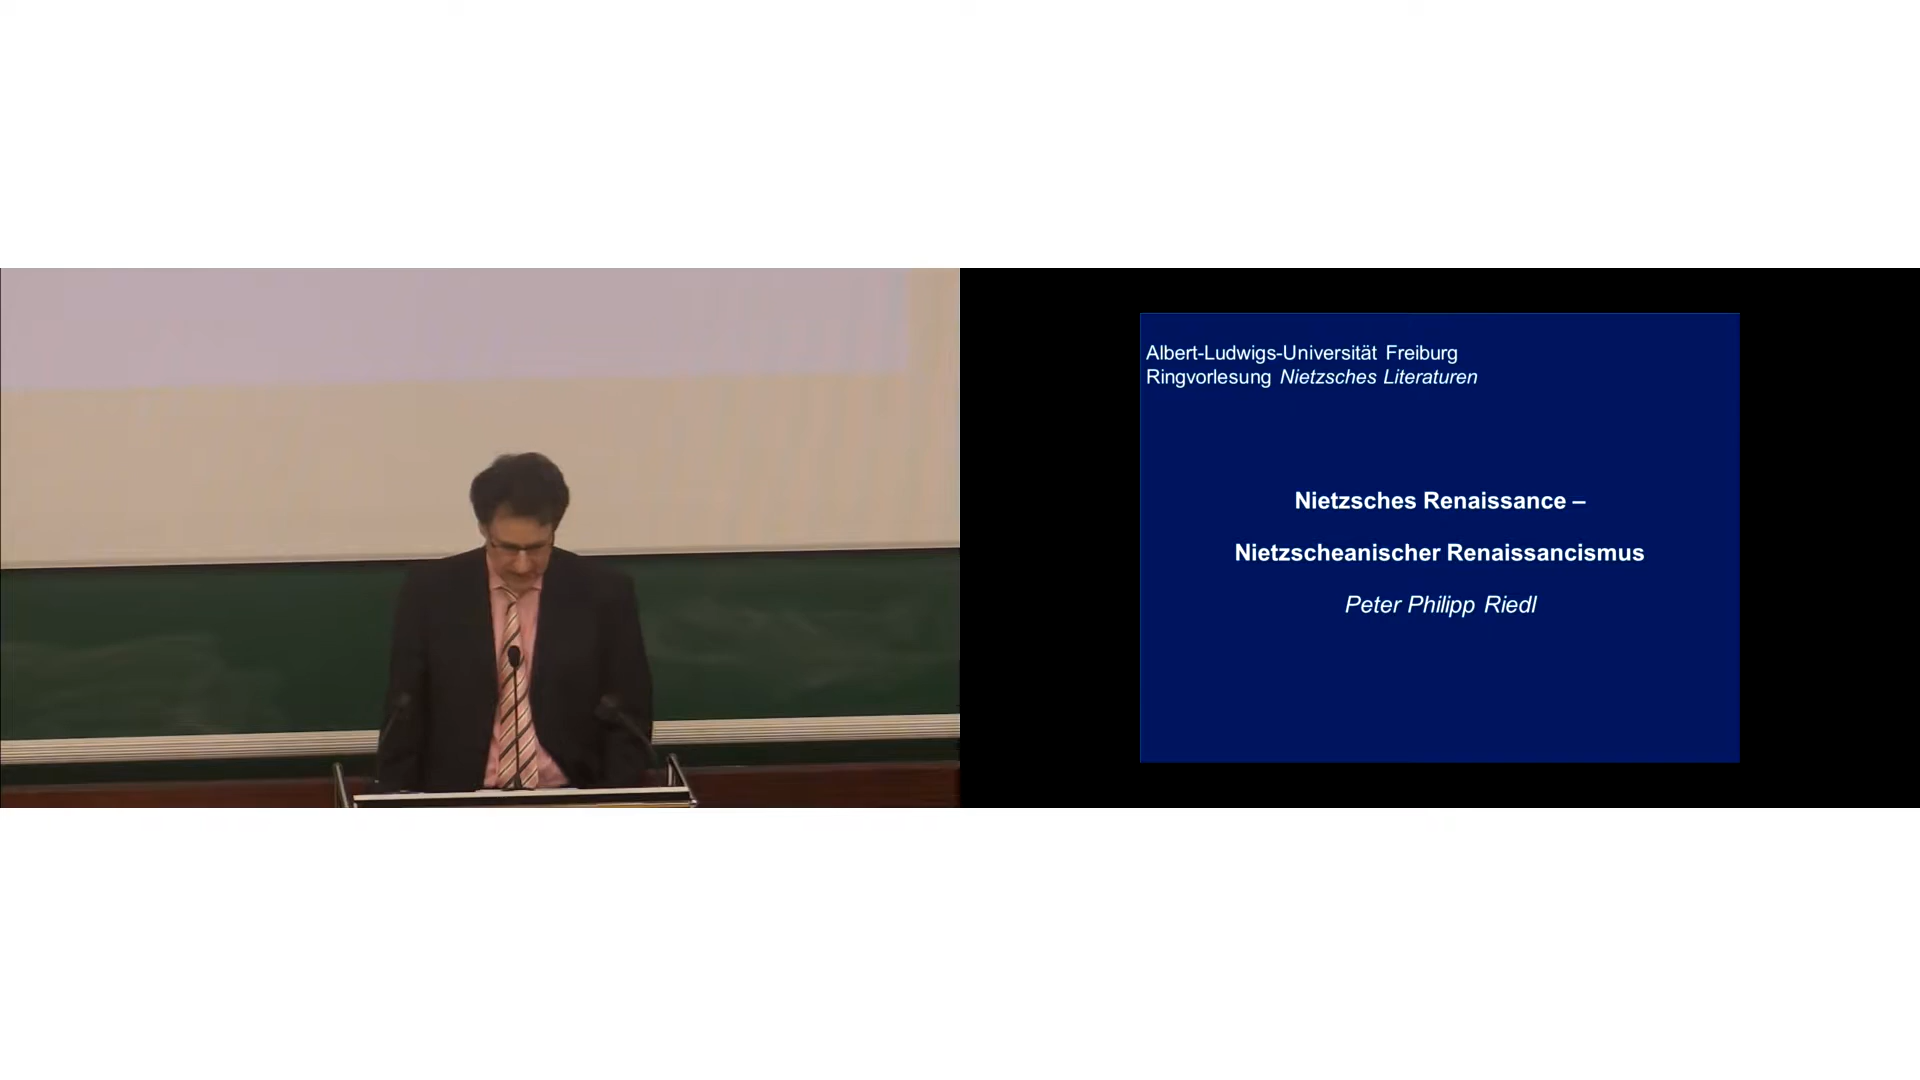 Albert-Ludwigs-Universität Freiburg
Ringvorlesung Nietzsches Literaturen
Nietzsches Renaissance –
Nietzscheanischer Renaissancismus
Peter Philipp Riedl